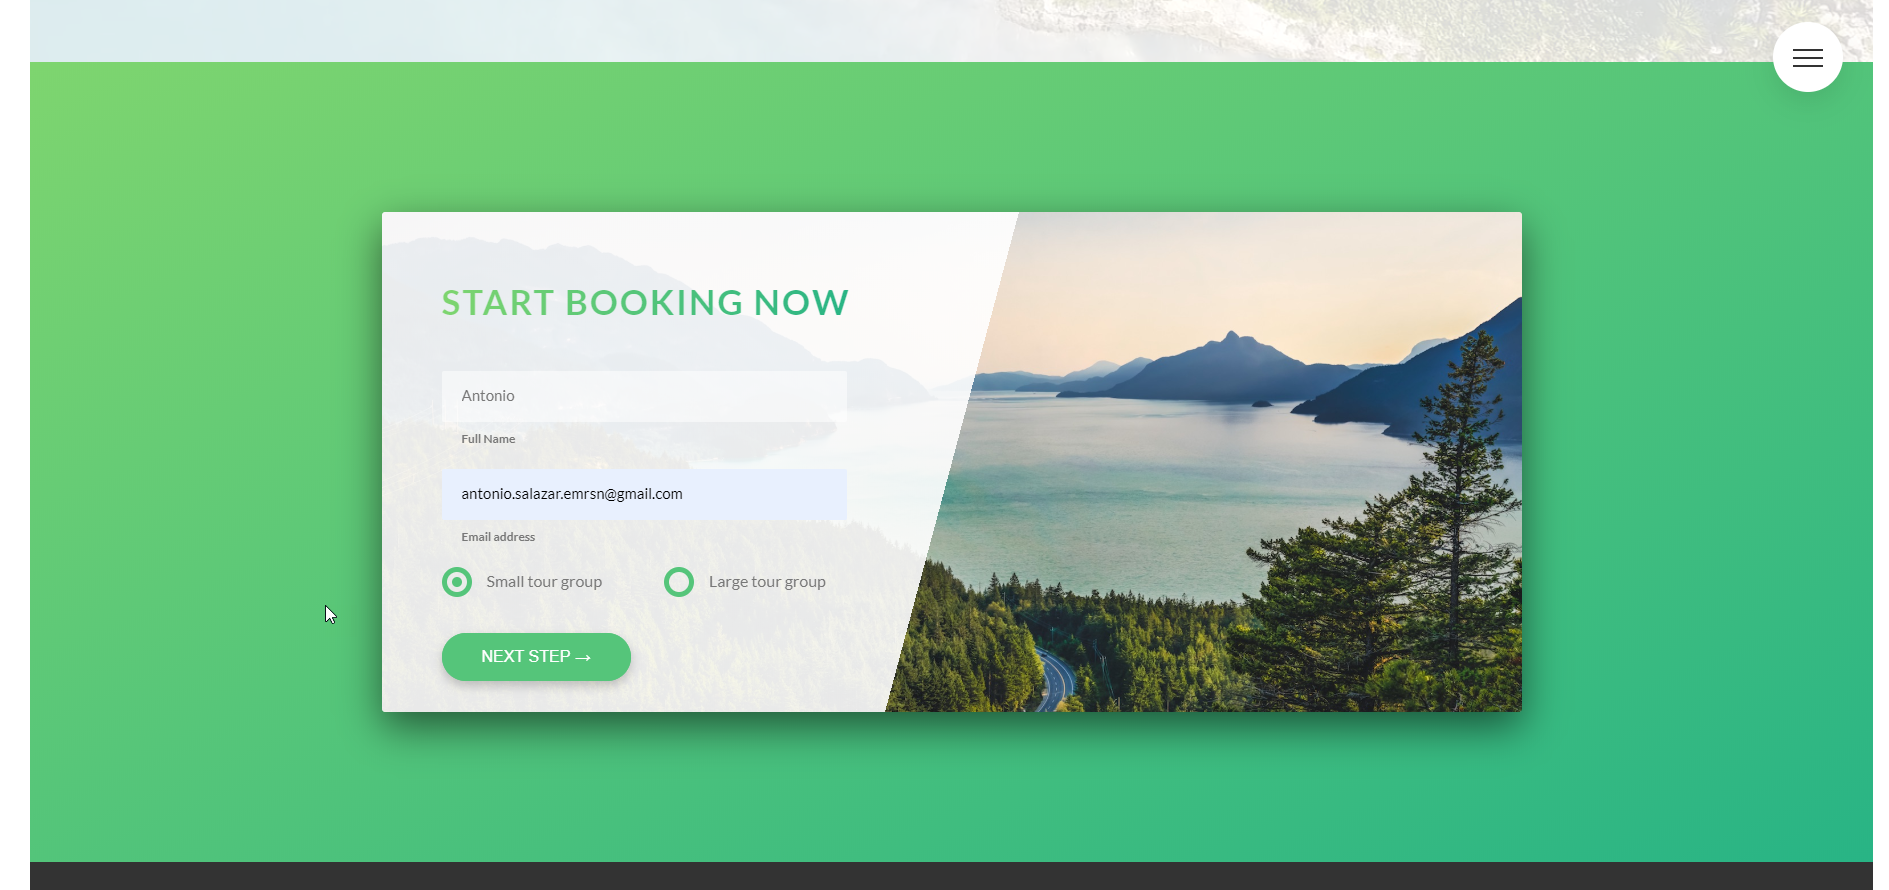 START BOOKING NOW
Antonio
Full Name
antonio.salazar.emrsn@gmail.com
Email address
Small tour group
Large tour group
NEXT STEP →